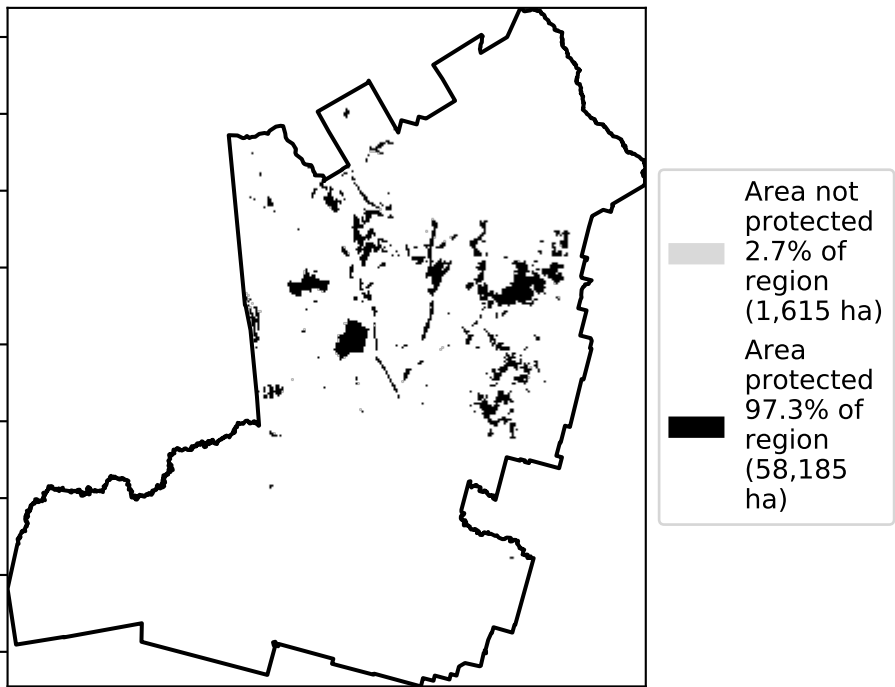 Area not
protected
2.7% of
region
(1,615 ha)
Area
protected
97.3% of
region
(58,185
ha)